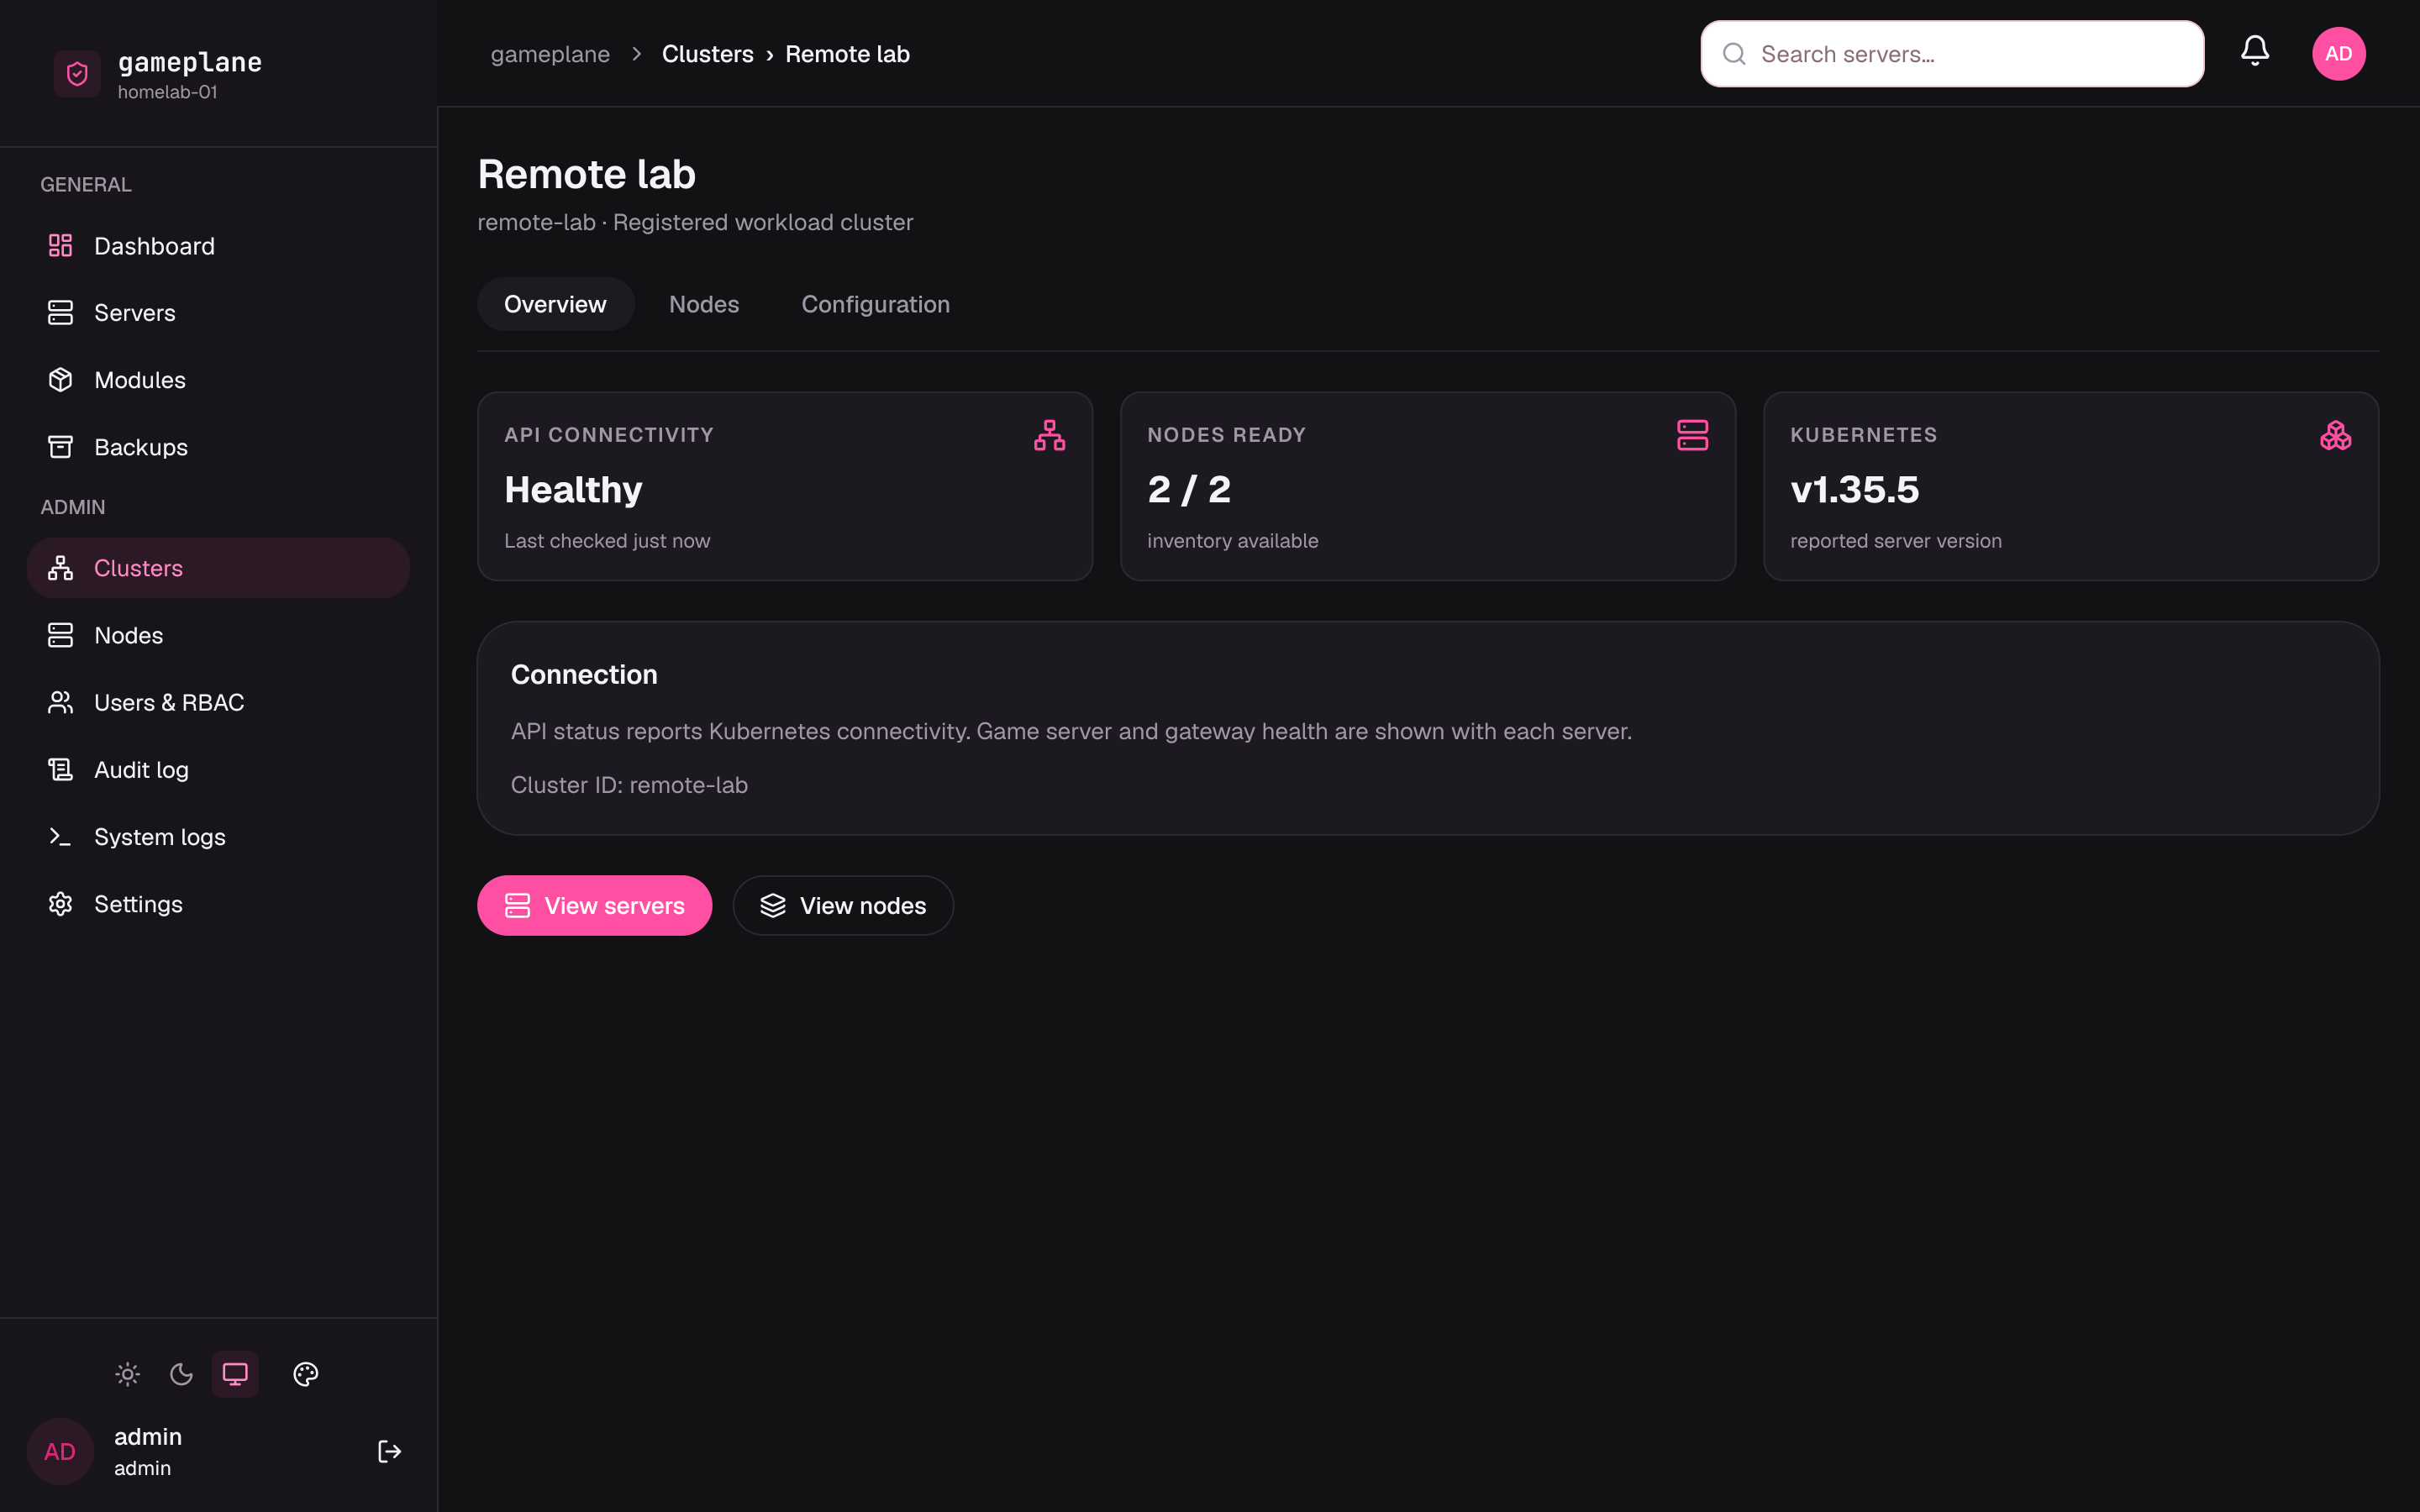 gameplane
homelab-01
GENERAL
Dashboard
Servers
Modules
Backups
ADMIN
Clusters
Nodes
Users & RBAC
Audit log
System logs
Settings
AD
admin
admin
gameplane > Clusters › Remote lab
Search servers…
AD
Remote lab
remote-lab · Registered workload cluster
Overview Nodes Configuration
API CONNECTIVITY
Healthy
Last checked just now
NODES READY
2 / 2
inventory available
KUBERNETES
v1.35.5
reported server version
Connection
API status reports Kubernetes connectivity. Game server and gateway health are shown with each server.
Cluster ID: remote-lab
View servers
View nodes